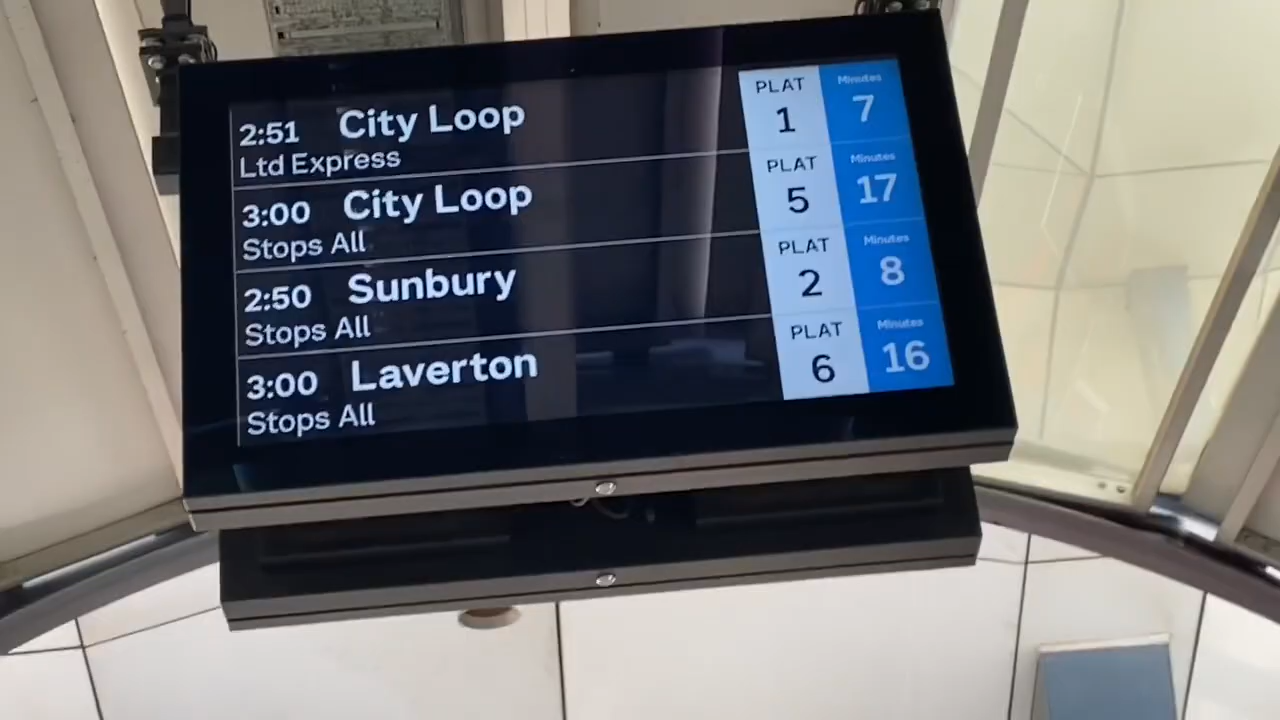 2:51 City Loop PLAT 1 Minutes 7
Ltd Express
3:00 City Loop PLAT 5 Minutes 17
Stops All
2:50 Sunbury PLAT 2 Minutes 8
Stops All
3:00 Laverton PLAT 6 Minutes 16
Stops All